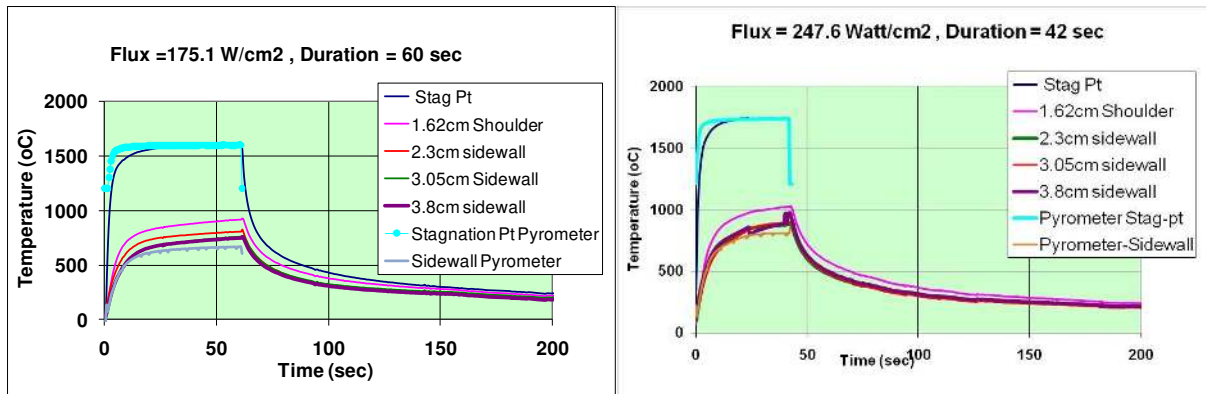 Flux =175.1 W/cm2 , Duration = 60 sec
Temperature (oC)
2000
1500
1000
500
0
Stag Pt
1.62cm Shoulder
2.3cm sidewall
3.05cm Sidewall
3.8cm sidewall
Stagnation Pt Pyrometer
Sidewall Pyrometer
0 50 100 150 200
Time (sec)
Flux = 247.6 Watt/cm2 , Duration = 42 sec
Temperature (oC)
2000
1500
1000
500
0
Stag Pt
1.62cm Shoulder
2.3cm sidewall
3.05cm sidewall
3.8cm sidewall
Pyrometer Stag-pt
Pyrometer-Sidewall
0 50 100 150 200
Time (sec)